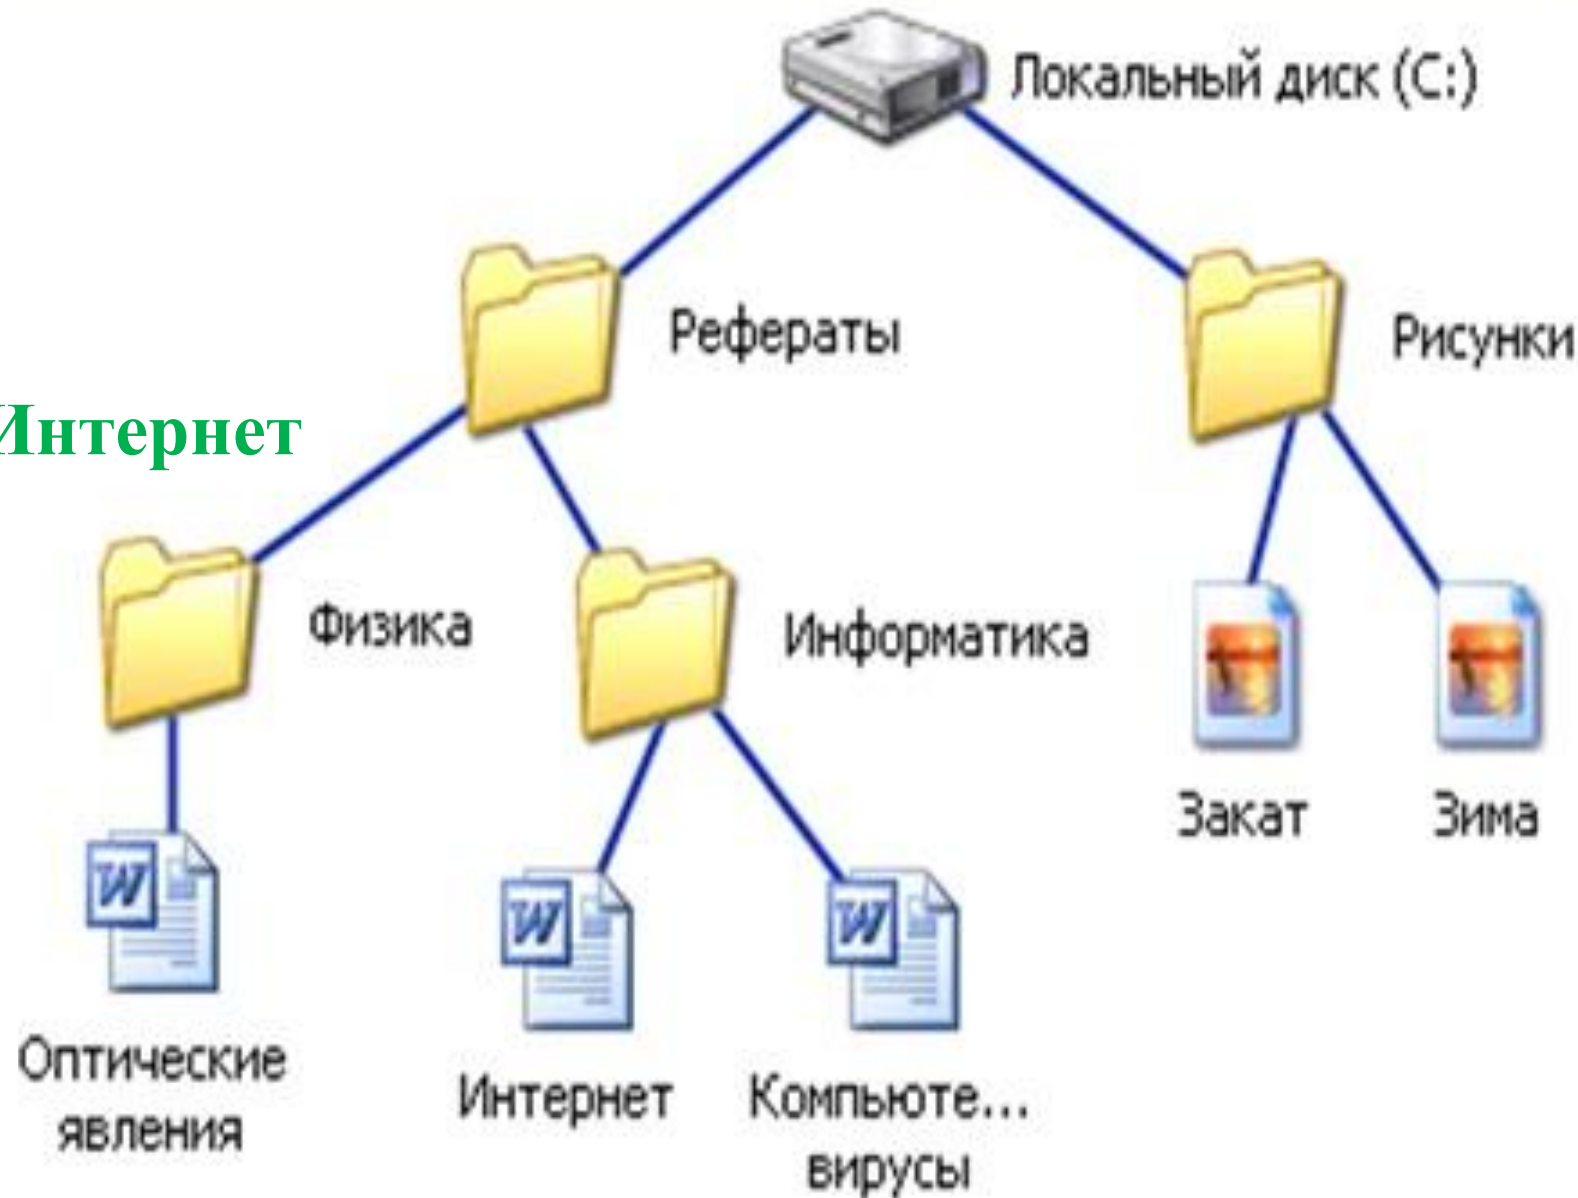 Локальный диск (C:)
Рефераты
Рисунки
Интернет
Физика
Информатика
Закат
Зима
Оптические
явления
Интернет
Компьюте...
вирусы